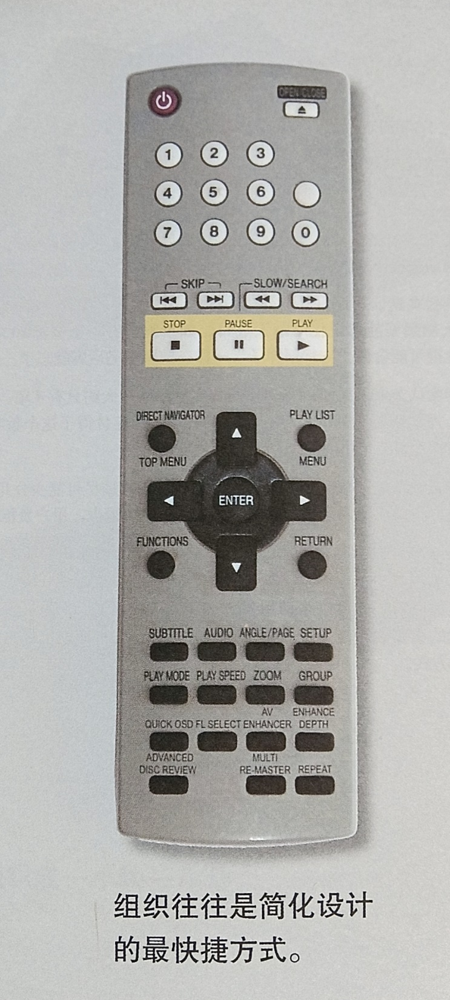 OPEN/CLOSE
1 2 3
4 5 6
7 8 9 0
SKIP SLOW/SEARCH
STOP PAUSE PLAY
DIRECT NAVIGATOR PLAY LIST
TOP MENU MENU
ENTER
FUNCTIONS RETURN
SUBTITLE AUDIO ANGLE/PAGE SETUP
PLAY MODE PLAY SPEED ZOOM GROUP
AV ENHANCE
QUICK OSD FL SELECT ENHANCER DEPTH
ADVANCED MULTI
DISC REVIEW RE-MASTER REPEAT
组织往往是简化设计
的最快捷方式。